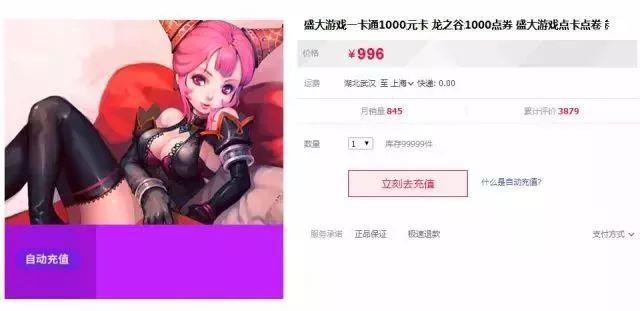 盛大游戏一卡通1000元卡 龙之谷1000点券 盛大游戏点卡点卷
价格 ¥996
运费 湖北武汉 至 上海 快递: 0.00
月销量 845 累计评价 3879
数量 1 库存99999件
立刻去充值 什么是自动充值?
自动充值
服务承诺 正品保证 极速退款 支付方式